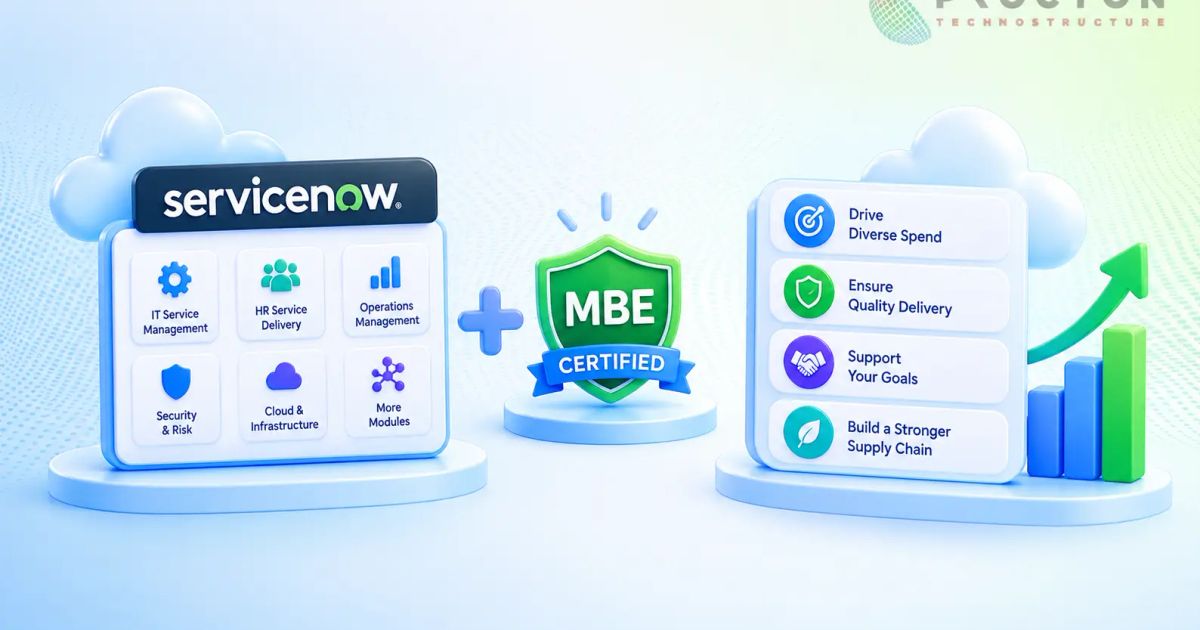 TECHNOSTRUCTURE
servicenow®
IT Service
Management
HR Service
Delivery
Operations
Management
Security
& Risk
Cloud &
Infrastructure
More
Modules
MBE
CERTIFIED
Drive
Diverse Spend
Ensure
Quality Delivery
Support
Your Goals
Build a Stronger
Supply Chain